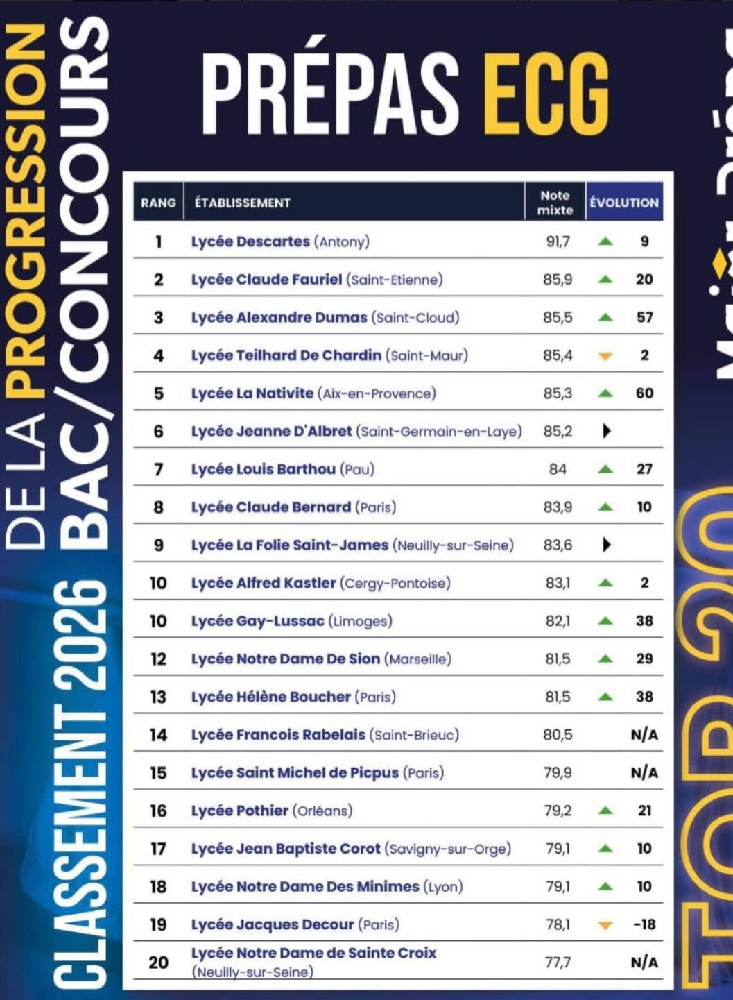 DE LA PROGRESSION
BAC/CONCOURS
CLASSEMENT 2026
PRÉPAS ECG
RANG ÉTABLISSEMENT Note mixte ÉVOLUTION
1 Lycée Descartes (Antony) 91,7 ▲ 9
2 Lycée Claude Fauriel (Saint-Etienne) 85,9 ▲ 20
3 Lycée Alexandre Dumas (Saint-Cloud) 85,5 ▲ 57
4 Lycée Teilhard De Chardin (Saint-Maur) 85,4 ▼ 2
5 Lycée La Nativite (Aix-en-Provence) 85,3 ▲ 60
6 Lycée Jeanne D'Albret (Saint-Germain-en-Laye) 85,2 ▶
7 Lycée Louis Barthou (Pau) 84 ▲ 27
8 Lycée Claude Bernard (Paris) 83,9 ▲ 10
9 Lycée La Folie Saint-James (Neuilly-sur-Seine) 83,6 ▶
10 Lycée Alfred Kastler (Cergy-Pontoise) 83,1 ▲ 2
10 Lycée Gay-Lussac (Limoges) 82,1 ▲ 38
12 Lycée Notre Dame De Sion (Marseille) 81,5 ▲ 29
13 Lycée Hélène Boucher (Paris) 81,5 ▲ 38
14 Lycée Francois Rabelais (Saint-Brieuc) 80,5 N/A
15 Lycée Saint Michel de Picpus (Paris) 79,9 N/A
16 Lycée Pothier (Orléans) 79,2 ▲ 21
17 Lycée Jean Baptiste Corot (Savigny-sur-Orge) 79,1 ▲ 10
18 Lycée Notre Dame Des Minimes (Lyon) 79,1 ▲ 10
19 Lycée Jacques Decour (Paris) 78,1 ▼ -18
20 Lycée Notre Dame de Sainte Croix
(Neuilly-sur-Seine) 77,7 N/A
TOP 20